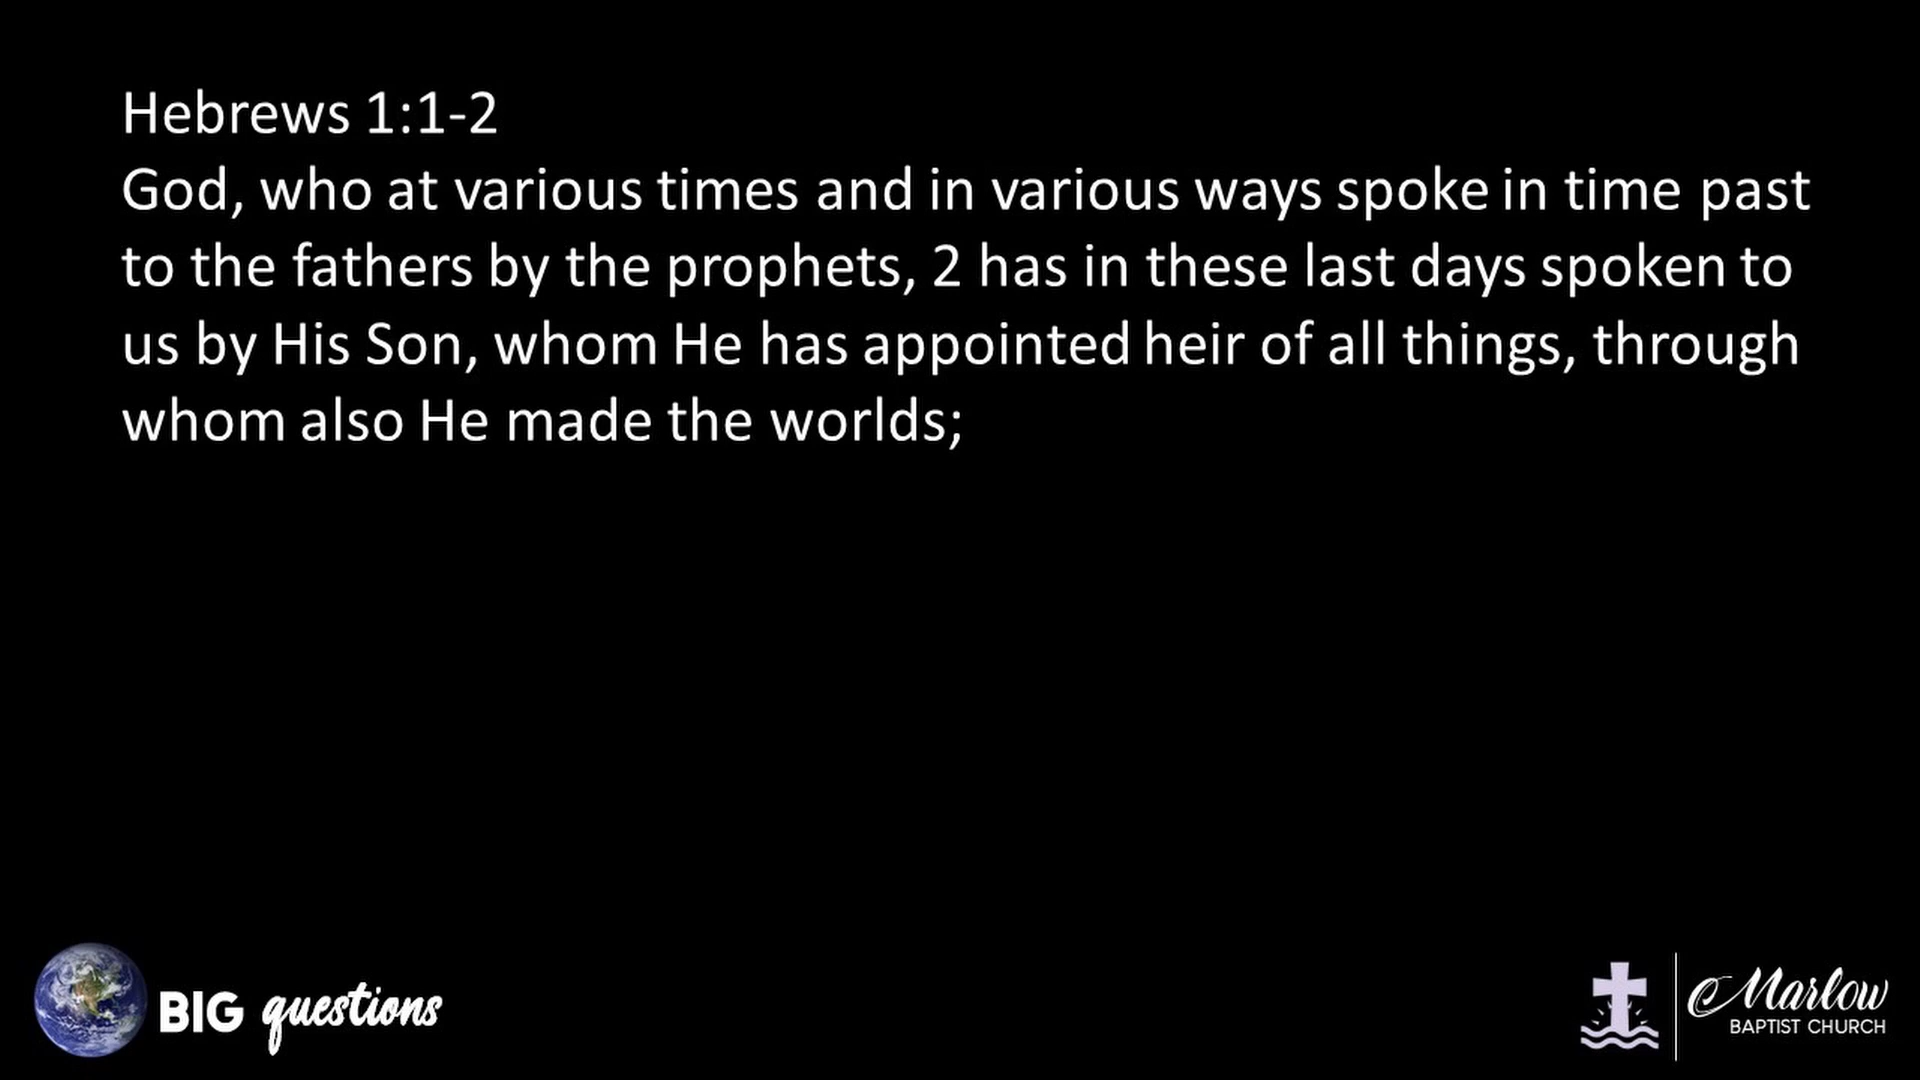 Hebrews 1:1-2
God, who at various times and in various ways spoke in time past
to the fathers by the prophets, 2 has in these last days spoken to
us by His Son, whom He has appointed heir of all things, through
whom also He made the worlds;
BIG questions
Marlow
BAPTIST CHURCH